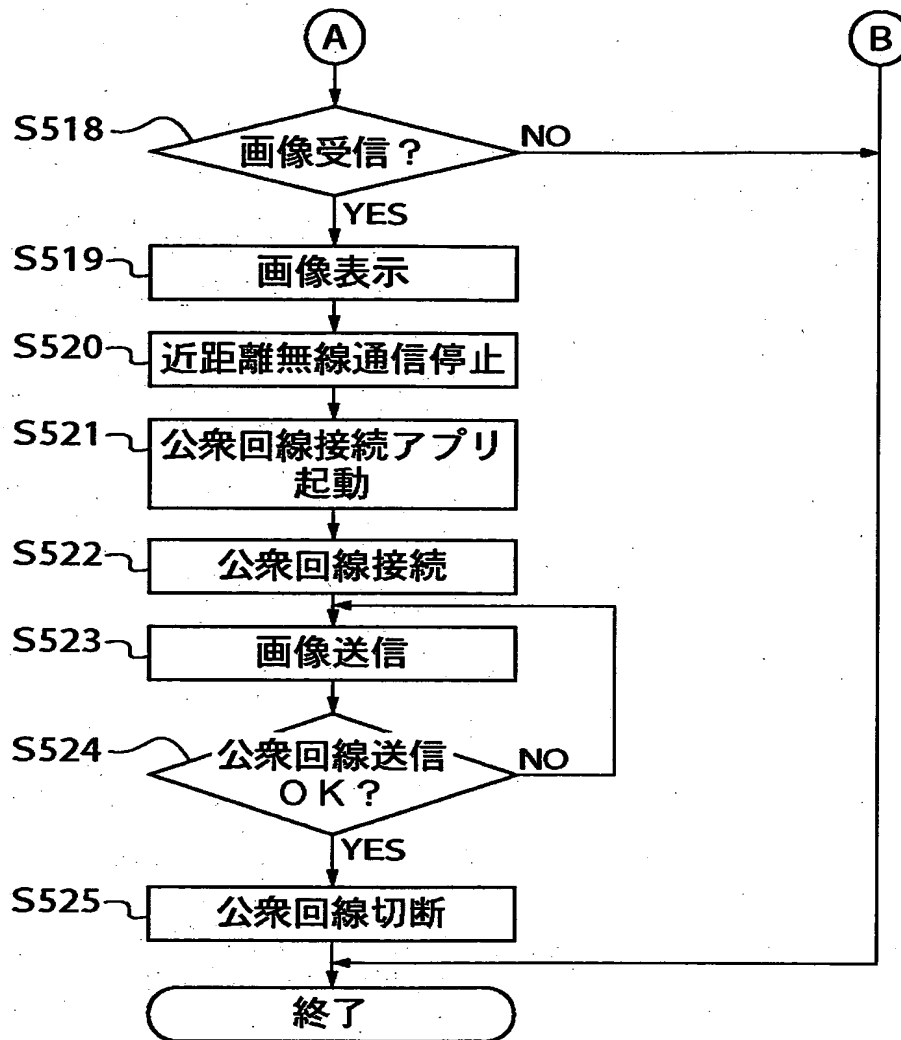 A
B
S518
画像受信？
NO
YES
S519
画像表示
S520
近距離無線通信停止
S521
公衆回線接続アプリ
起動
S522
公衆回線接続
S523
画像送信
S524
公衆回線送信
ＯＫ？
NO
YES
S525
公衆回線切断
終了